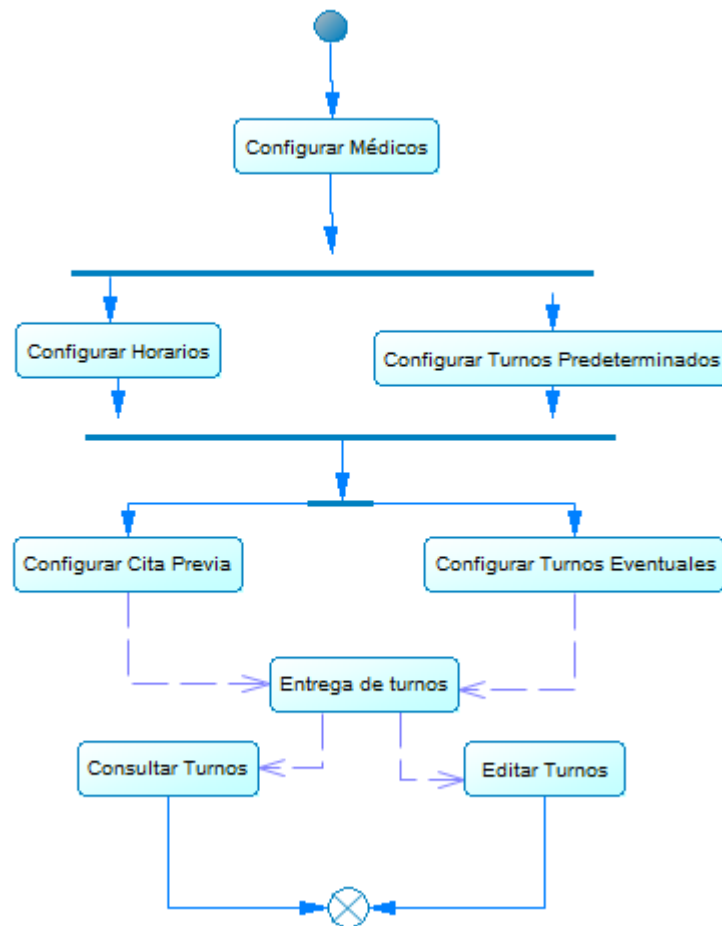 Configurar Médicos
Configurar Horarios
Configurar Turnos Predeterminados
Configurar Cita Previa
Configurar Turnos Eventuales
Entrega de turnos
Consultar Turnos
Editar Turnos